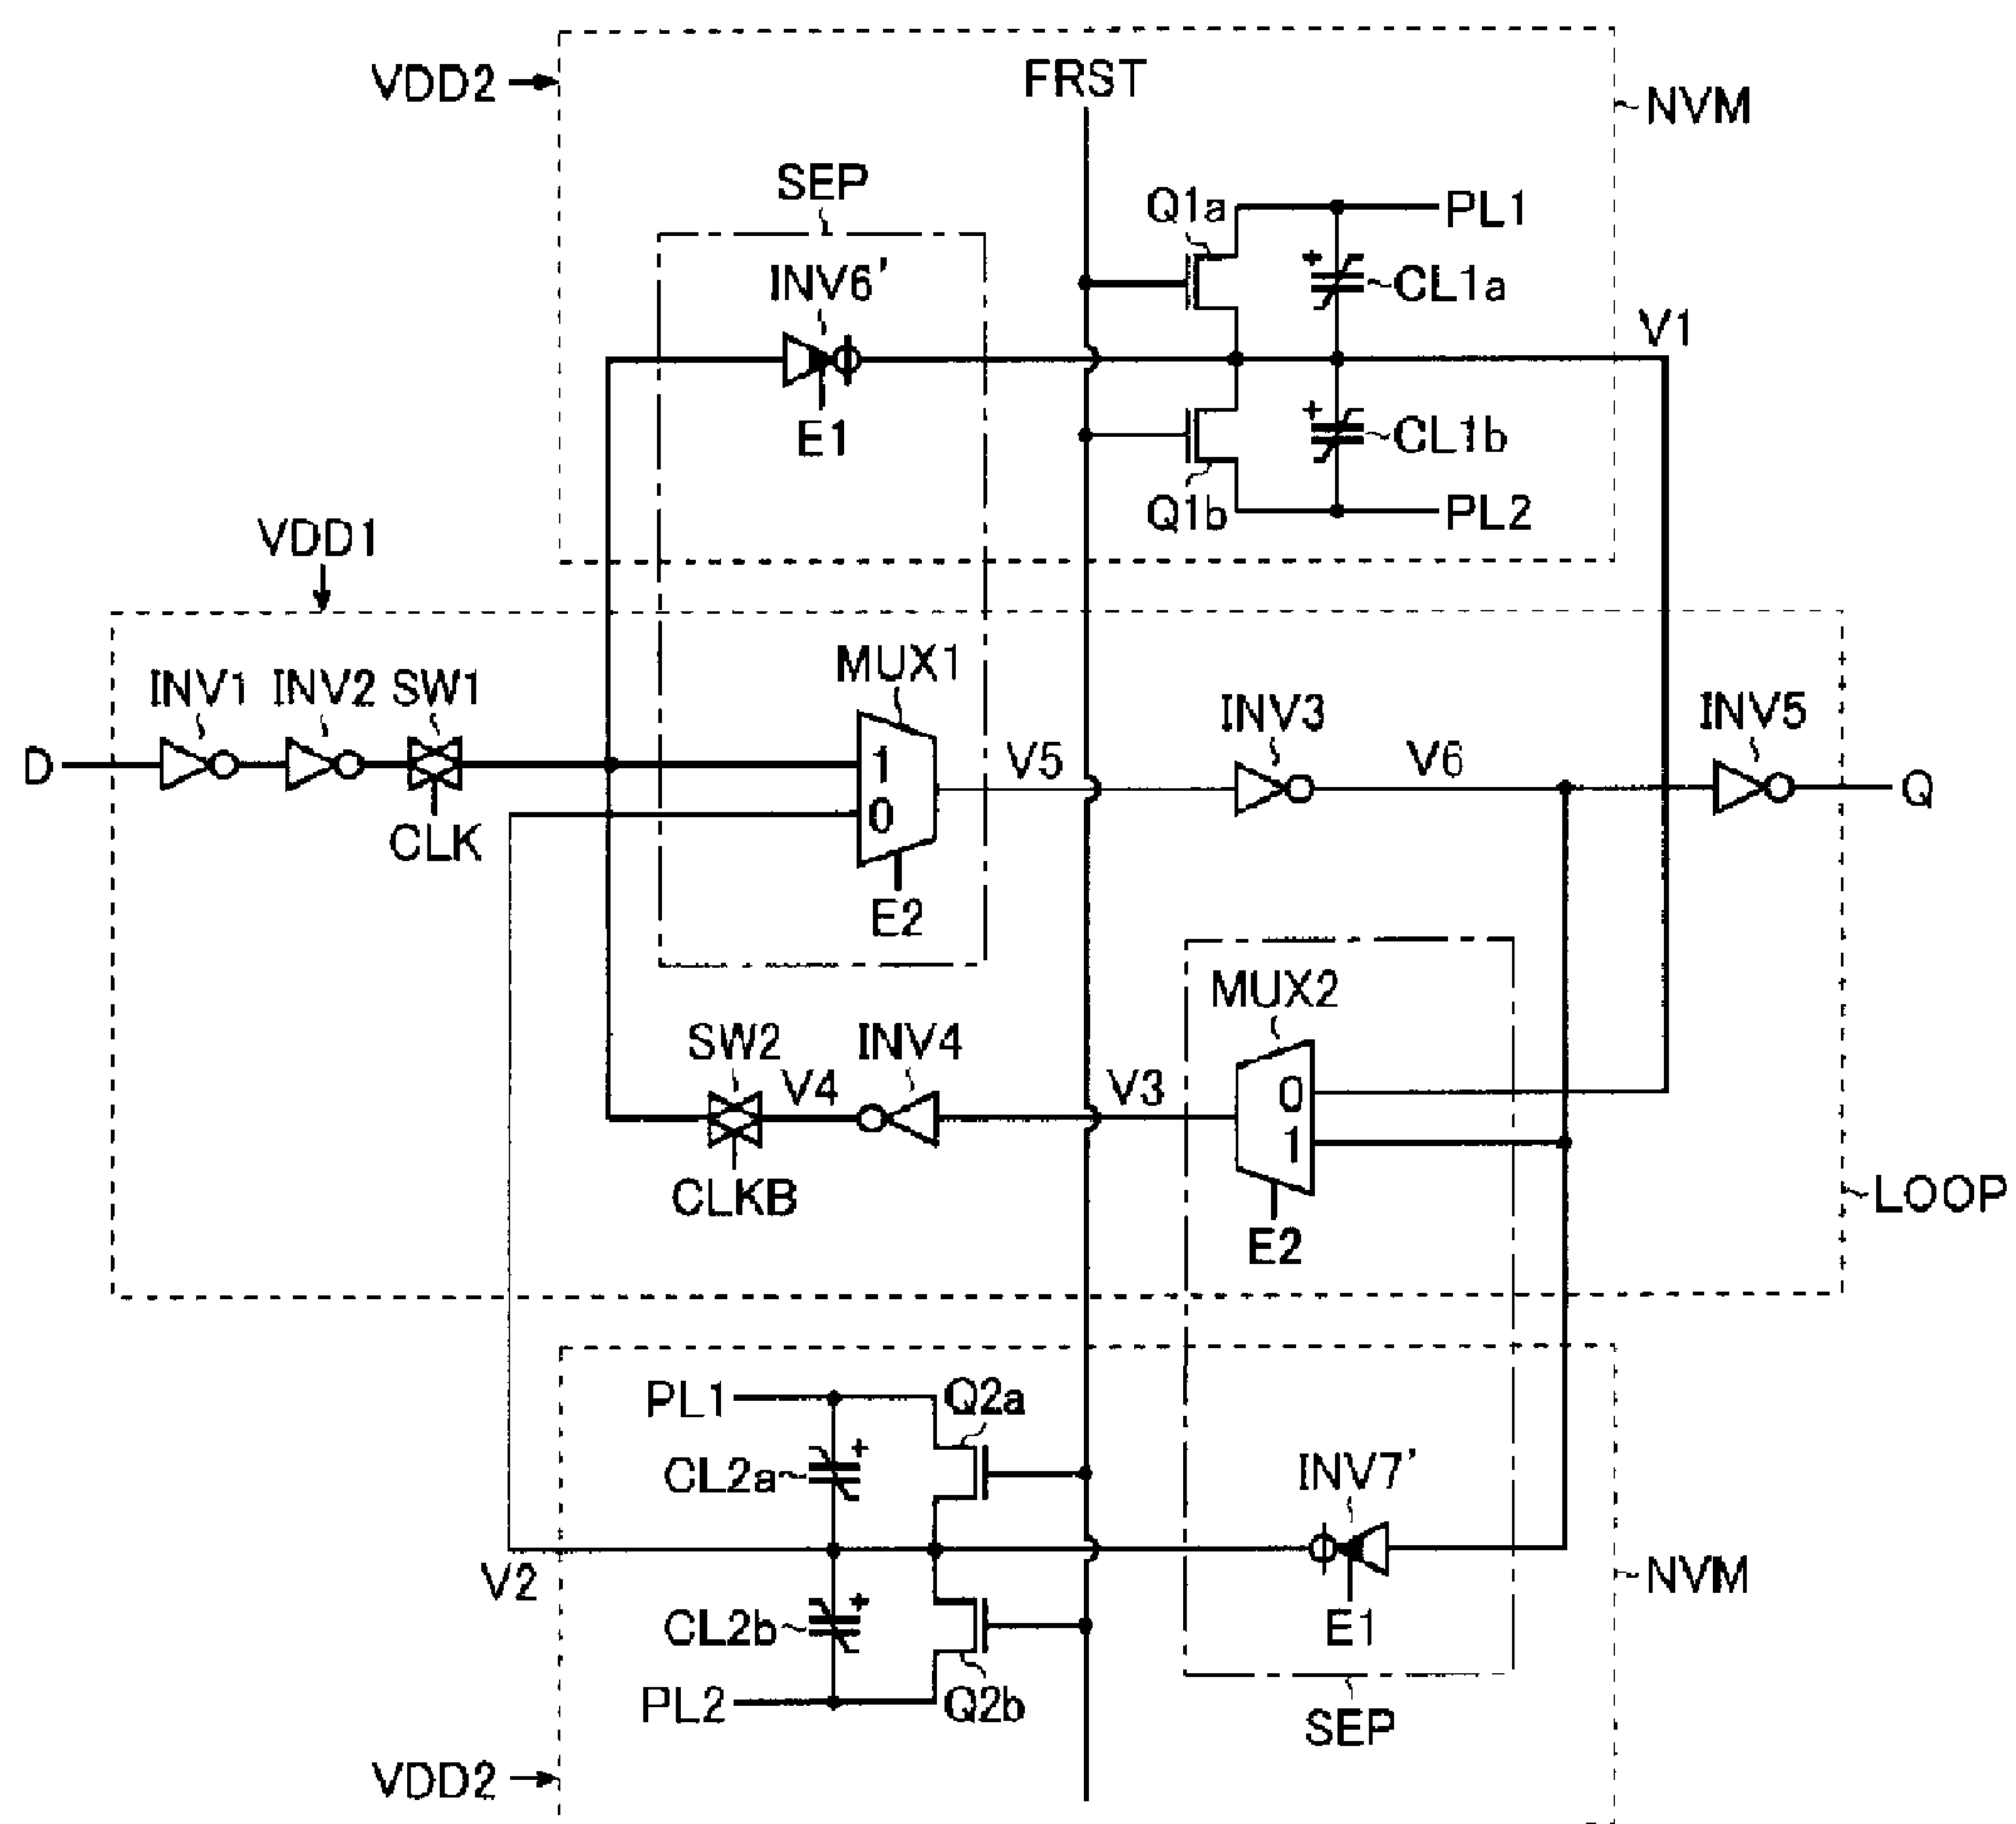 VDD2
FRST
NVM
SEP
Q1a
PL1
INV6'
CL1a
V1
E1
CL1b
Q1b
PL2
VDD1
MUX1
INV1
INV2
SW1
INV3
INV5
D
1
V5
V6
Q
0
CLK
E2
MUX2
SW2
INV4
V4
V3
0
1
CLKB
LOOP
E2
PL1
Q2a
CL2a
INV7'
V2
NVM
CL2b
E1
PL2
Q2b
SEP
VDD2